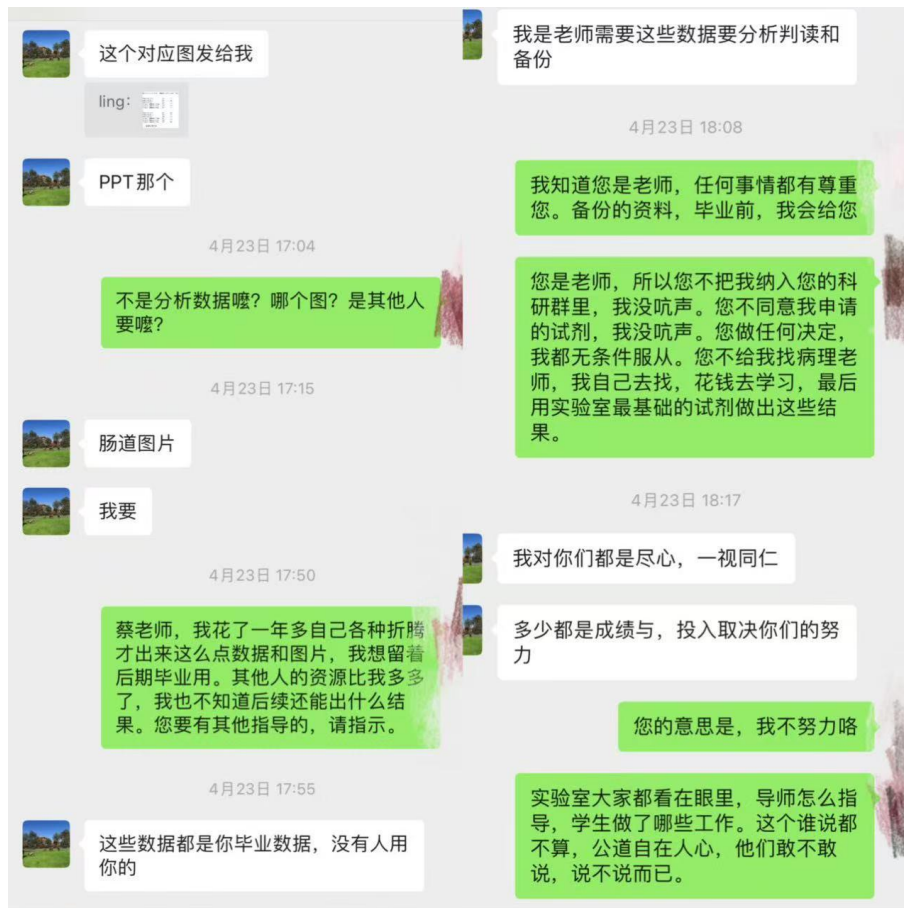 这个对应图发给我
ling:
PPT那个
4月23日 17:04
不是分析数据嚒？哪个图？是其他人
要嚒？
4月23日 17:15
肠道图片
我要
4月23日 17:50
蔡老师，我花了一年多自己各种折腾
才出来这么点数据和图片，我想留着
后期毕业用。其他人的资源比我多多
了，我也不知道后续还能出什么结
果。您要有其他指导的，请指示。
4月23日 17:55
这些数据都是你毕业数据，没有人用
你的
我是老师需要这些数据要分析判读和
备份
4月23日 18:08
我知道您是老师，任何事情都有尊重
您。备份的资料，毕业前，我会给您
您是老师，所以您不把我纳入您的科
研群里，我没吭声。您不同意我申请
的试剂，我没吭声。您做任何决定，
我都无条件服从。您不给我找病理老
师，我自己去找，花钱去学习，最后
用实验室最基础的试剂做出这些结
果。
4月23日 18:17
我对你们都是尽心，一视同仁
多少都是成绩与，投入取决你们的努
力
您的意思是，我不努力咯
实验室大家都看在眼里，导师怎么指
导，学生做了哪些工作。这个谁说都
不算，公道自在人心，他们敢不敢
说，说不说而已。